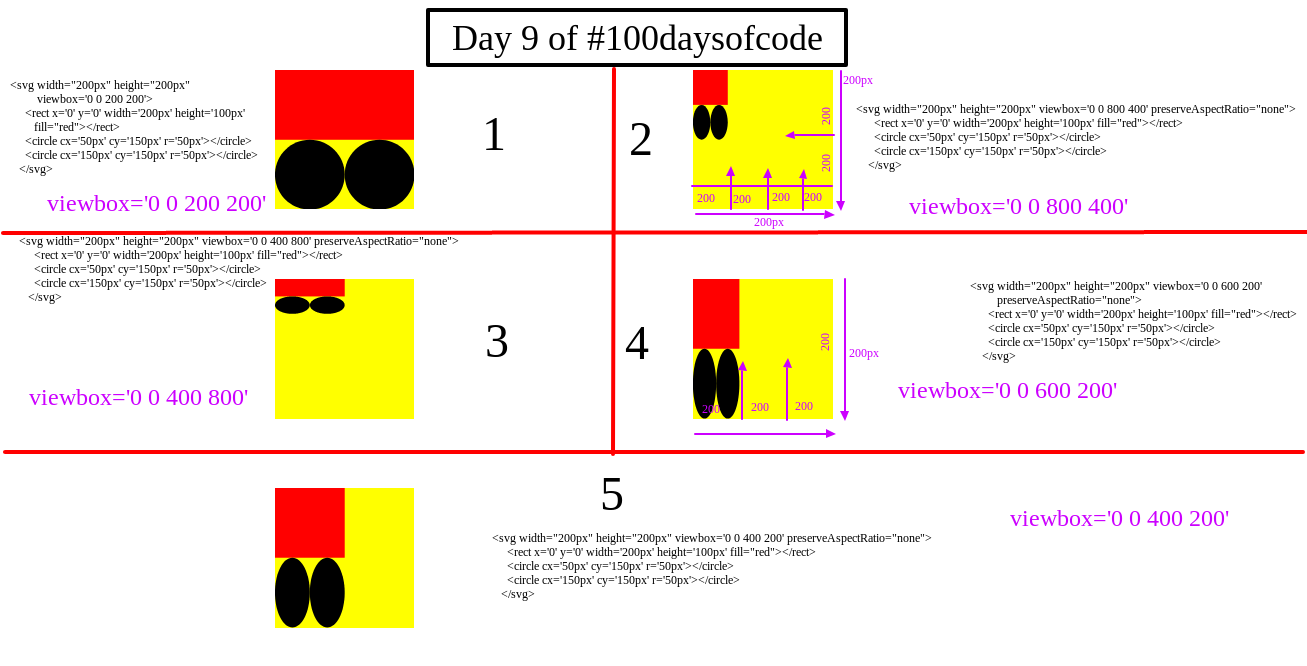 Day 9 of #100daysofcode
<svg width="200px" height="200px"
viewbox='0 0 200 200'>
<rect x='0' y='0' width='200px' height='100px'
fill="red"></rect>
<circle cx='50px' cy='150px' r='50px'></circle>
<circle cx='150px' cy='150px' r='50px'></circle>
</svg>
viewbox='0 0 200 200'
1
2
200px
200
200
200
200
200
200
200px
<svg width="200px" height="200px" viewbox='0 0 800 400' preserveAspectRatio="none">
<rect x='0' y='0' width='200px' height='100px' fill="red"></rect>
<circle cx='50px' cy='150px' r='50px'></circle>
<circle cx='150px' cy='150px' r='50px'></circle>
</svg>
viewbox='0 0 800 400'
<svg width="200px" height="200px" viewbox='0 0 400 800' preserveAspectRatio="none">
<rect x='0' y='0' width='200px' height='100px' fill="red"></rect>
<circle cx='50px' cy='150px' r='50px'></circle>
<circle cx='150px' cy='150px' r='50px'></circle>
</svg>
viewbox='0 0 400 800'
3
4
200
200px
200
200
200
<svg width="200px" height="200px" viewbox='0 0 600 200'
preserveAspectRatio="none">
<rect x='0' y='0' width='200px' height='100px' fill="red"></rect>
<circle cx='50px' cy='150px' r='50px'></circle>
<circle cx='150px' cy='150px' r='50px'></circle>
</svg>
viewbox='0 0 600 200'
5
<svg width="200px" height="200px" viewbox='0 0 400 200' preserveAspectRatio="none">
<rect x='0' y='0' width='200px' height='100px' fill="red"></rect>
<circle cx='50px' cy='150px' r='50px'></circle>
<circle cx='150px' cy='150px' r='50px'></circle>
</svg>
viewbox='0 0 400 200'